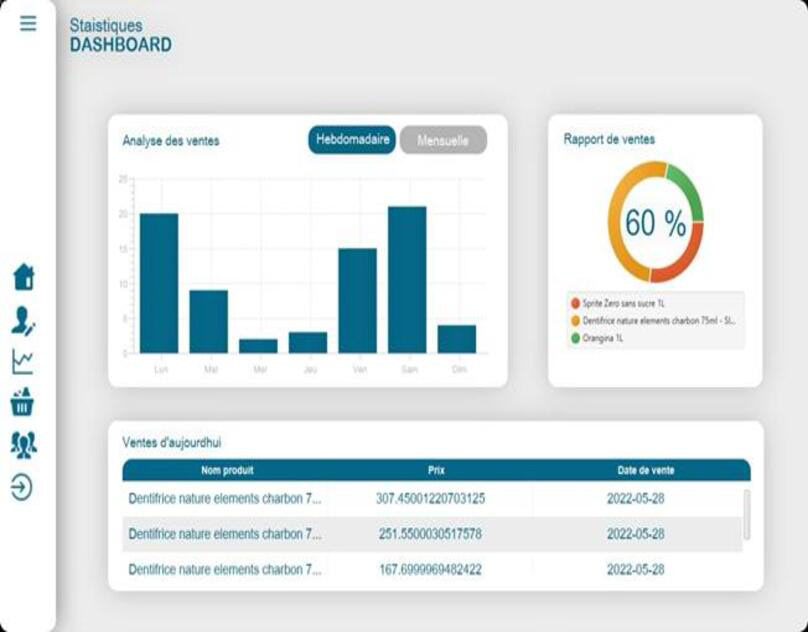 Staistiques
DASHBOARD
Analyse des ventes
Hebdomadaire
Mensuelle
25
20
15
10
5
0
Lun
Mar
Mer
Jeu
Ven
Sam
Dim
Rapport de ventes
60 %
Sprite Zero sans sucre 1L
Dentifrice nature elements charbon 75ml - Sl...
Orangina 1L
Ventes d'aujourdhui
Nom produit Prix Date de vente
Dentifrice nature elements charbon 7... 307.45001220703125 2022-05-28
Dentifrice nature elements charbon 7... 251.5500030517578 2022-05-28
Dentifrice nature elements charbon 7... 167.6999969482422 2022-05-28